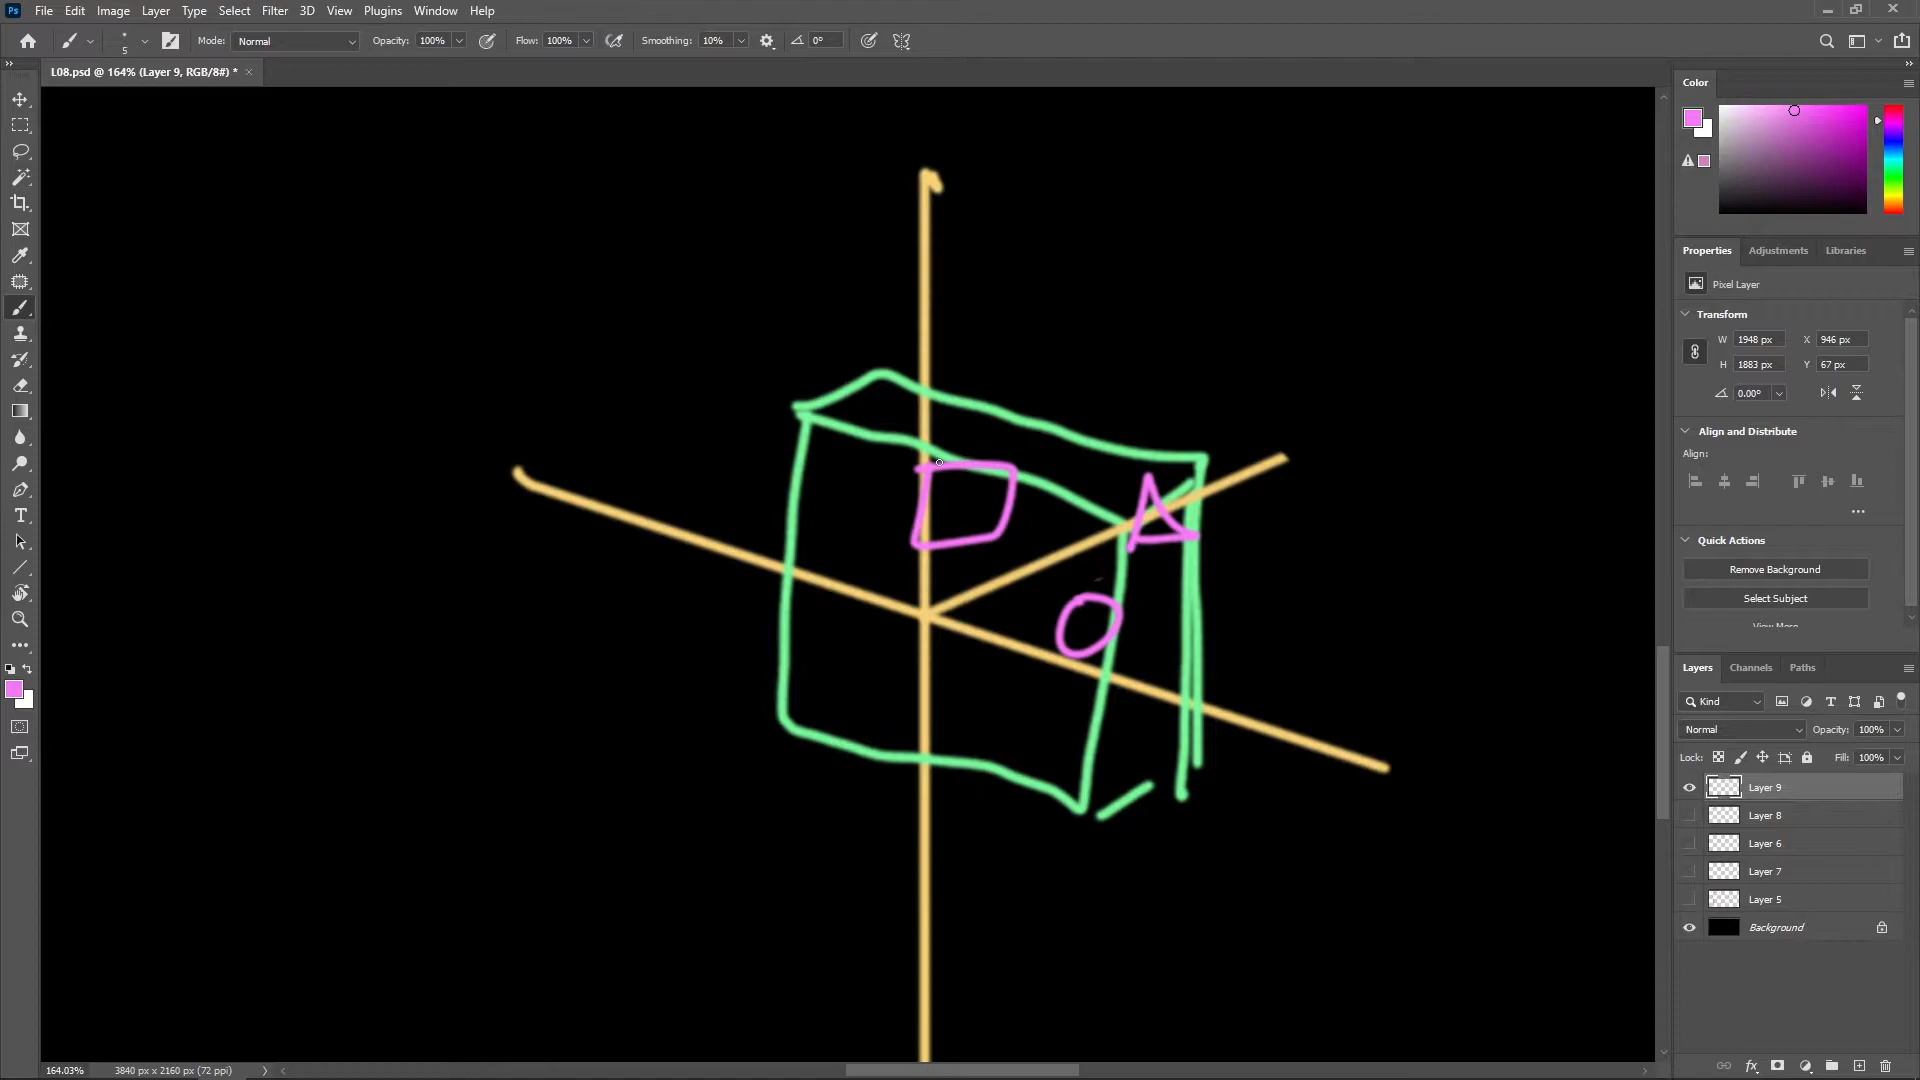 Ps File Edit Image Layer Type Select Filter 3D View Plugins Window Help
5 Mode: Normal Opacity: 100% Flow: 100% Smoothing: 10% 0°
L08.psd @ 164% (Layer 9, RGB/8#) *
Color
Properties Adjustments Libraries
Pixel Layer
Transform
W 1948 px X 946 px
H 1883 px Y 67 px
0.00°
Align and Distribute
Align:
Quick Actions
Remove Background
Select Subject
View More
Layers Channels Paths
Kind
Normal Opacity: 100%
Lock: Fill: 100%
Layer 9
Layer 8
Layer 6
Layer 7
Layer 5
Background
164.03% 3840 px x 2160 px (72 ppi)